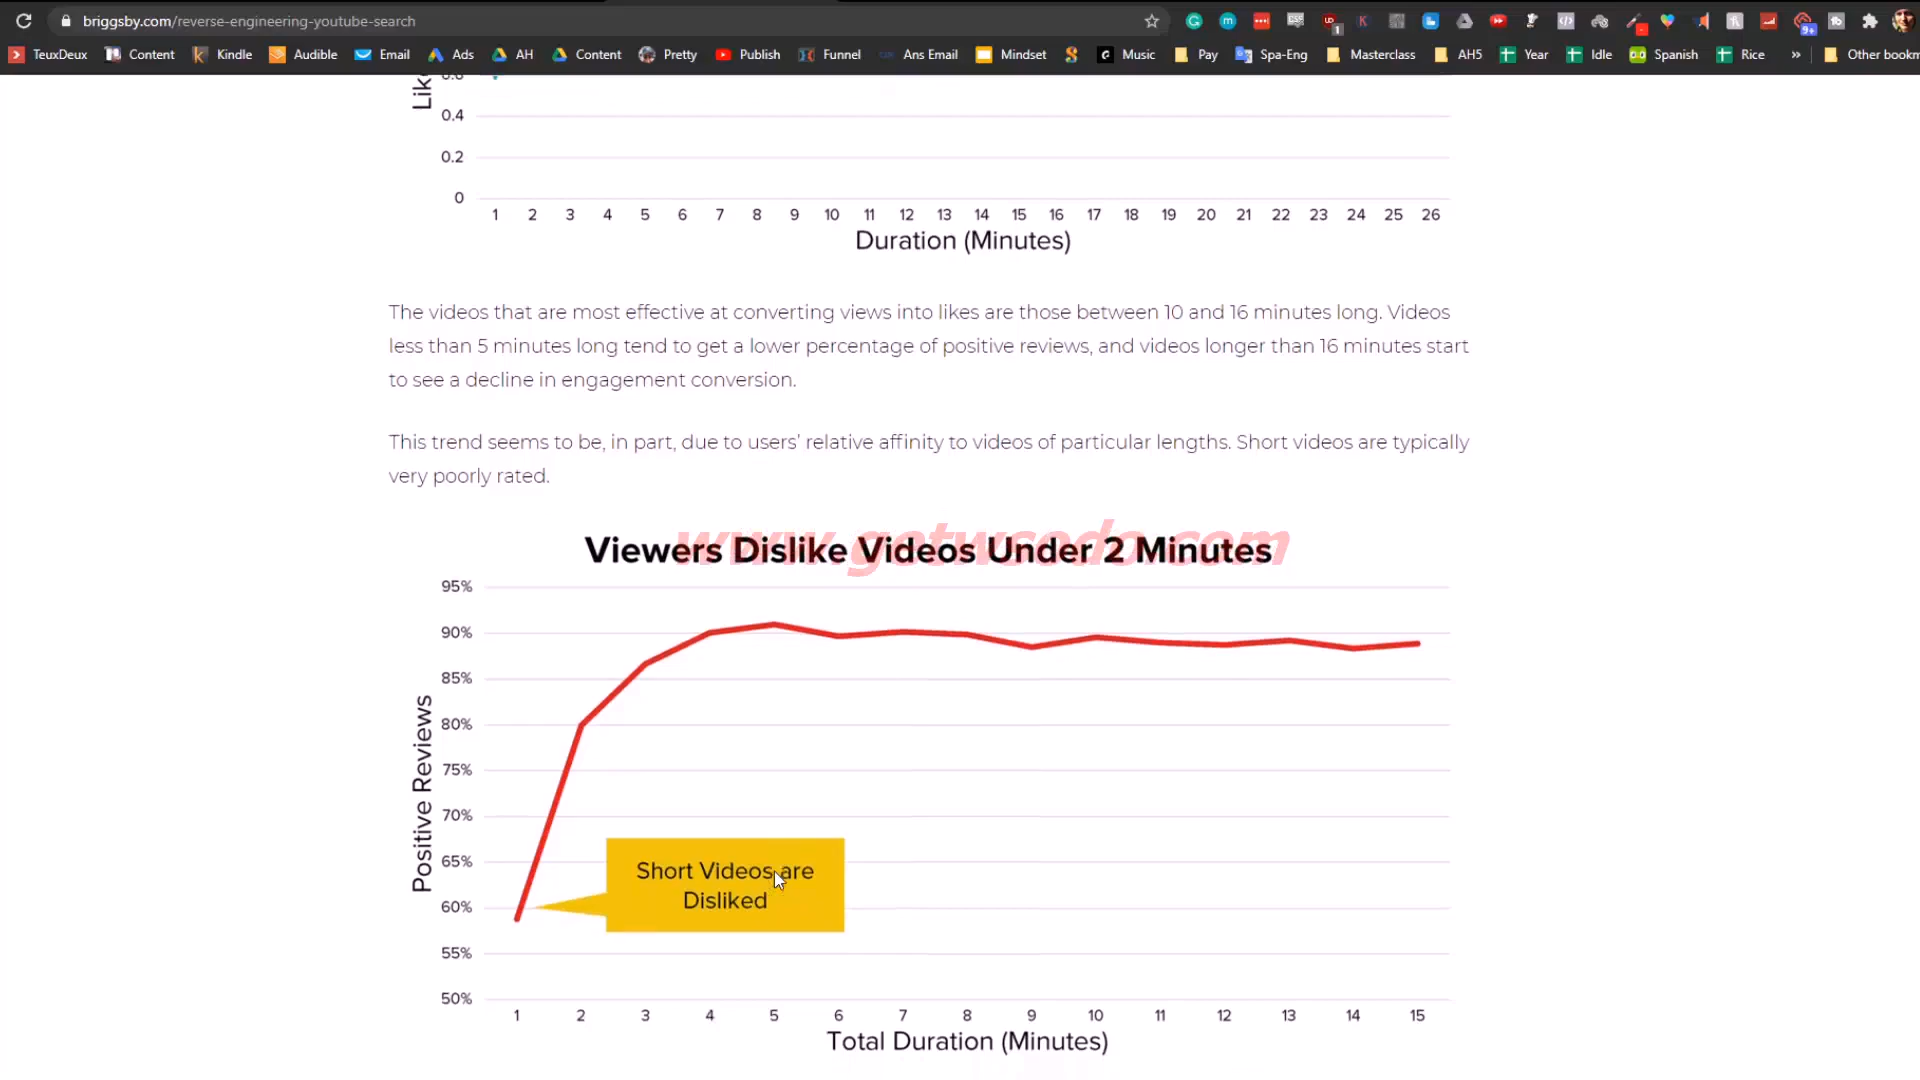 briggsby.com/reverse-engineering-youtube-search
TeuxDeux Content Kindle Audible Email Ads AH Content Pretty Publish Funnel Ans Email Mindset Music Pay Spa-Eng Masterclass AH5 Year Idle Spanish Rice » Other bookm
Lik
0.6
0.4
0.2
0
1 2 3 4 5 6 7 8 9 10 11 12 13 14 15 16 17 18 19 20 21 22 23 24 25 26
Duration (Minutes)
The videos that are most effective at converting views into likes are those between 10 and 16 minutes long. Videos
less than 5 minutes long tend to get a lower percentage of positive reviews, and videos longer than 16 minutes start
to see a decline in engagement conversion.
This trend seems to be, in part, due to users’ relative affinity to videos of particular lengths. Short videos are typically
very poorly rated.
www.getwsodo.com
Viewers Dislike Videos Under 2 Minutes
95%
90%
85%
80%
75%
70%
65%
60%
55%
50%
Positive Reviews
Short Videos are
Disliked
1 2 3 4 5 6 7 8 9 10 11 12 13 14 15
Total Duration (Minutes)